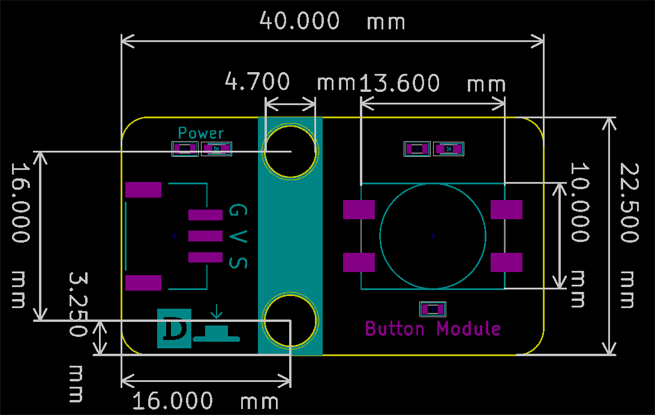 40.000 mm
4.700 mm
13.600 mm
Power
16.000 mm
10.000 mm
22.500 mm
G V S
3.250 mm
D
Button Module
16.000 mm